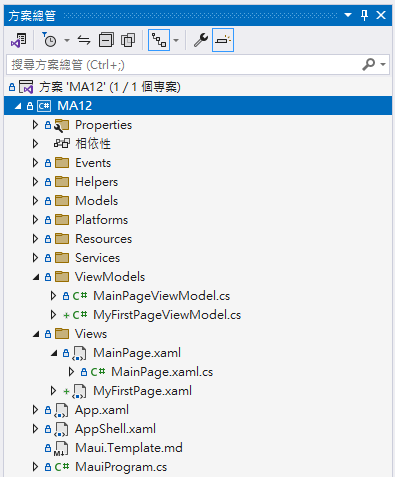 方案總管
搜尋方案總管 (Ctrl+;)
方案 'MA12' (1 / 1 個專案)
C# MA12
Properties
相依性
Events
Helpers
Models
Platforms
Resources
Services
ViewModels
C# MainPageViewModel.cs
+ C# MyFirstPageViewModel.cs
Views
MainPage.xaml
C# MainPage.xaml.cs
+ MyFirstPage.xaml
App.xaml
AppShell.xaml
M↓ Maui.Template.md
C# MauiProgram.cs